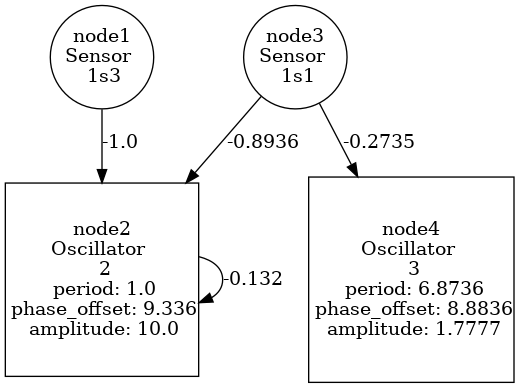 node1
Sensor
1s3
node3
Sensor
1s1
-1.0
-0.8936
-0.2735
node2
Oscillator
2
period: 1.0
phase_offset: 9.336
amplitude: 10.0
-0.132
node4
Oscillator
3
period: 6.8736
phase_offset: 8.8836
amplitude: 1.7777